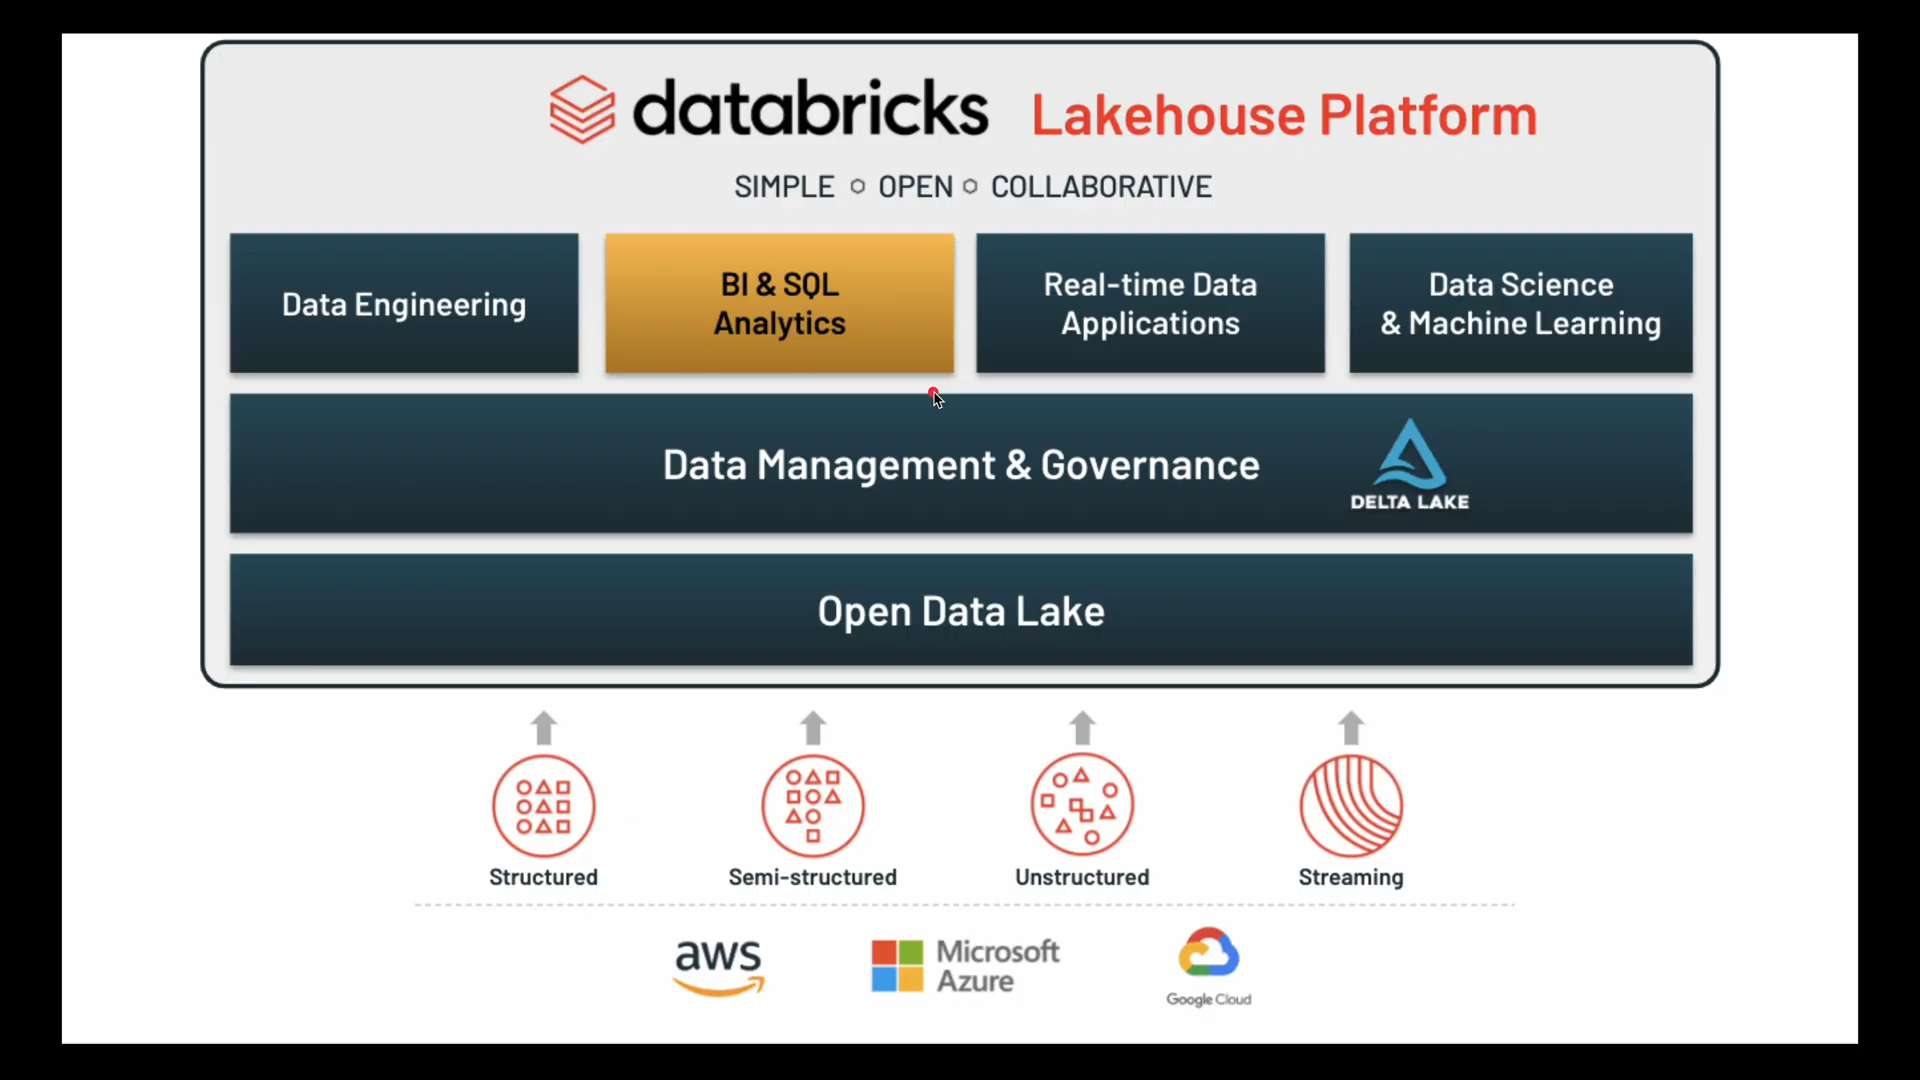 databricks Lakehouse Platform
SIMPLE OPEN COLLABORATIVE
Data Engineering
BI & SQL
Analytics
Real-time Data
Applications
Data Science
& Machine Learning
Data Management & Governance
DELTA LAKE
Open Data Lake
Structured
Semi-structured
Unstructured
Streaming
aws
Microsoft
Azure
Google Cloud